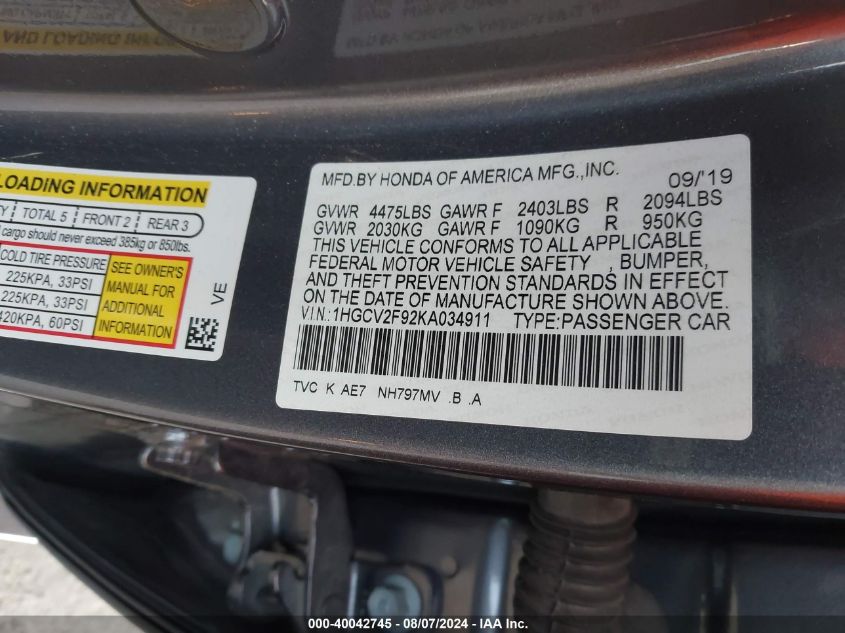 LOADING INFORMATION
TOTAL 5 FRONT 2 REAR 3
cargo should never exceed 385kg or 850lbs.
COLD TIRE PRESSURE
225KPA, 33PSI
225KPA, 33PSI
420KPA, 60PSI
SEE OWNER'S
MANUAL FOR
ADDITIONAL
INFORMATION
VE
MFD.BY HONDA OF AMERICA MFG.,INC. 09/'19
GVWR 4475LBS GAWR F 2403LBS R 2094LBS
GVWR 2030KG GAWR F 1090KG R 950KG
THIS VEHICLE CONFORMS TO ALL APPLICABLE
FEDERAL MOTOR VEHICLE SAFETY , BUMPER,
AND THEFT PREVENTION STANDARDS IN EFFECT
ON THE DATE OF MANUFACTURE SHOWN ABOVE.
V.I.N.:1HGCV2F92KA034911 TYPE:PASSENGER CAR
TVC K AE7 NH797MV .B .A
000-40042745 - 08/07/2024 - IAA Inc.